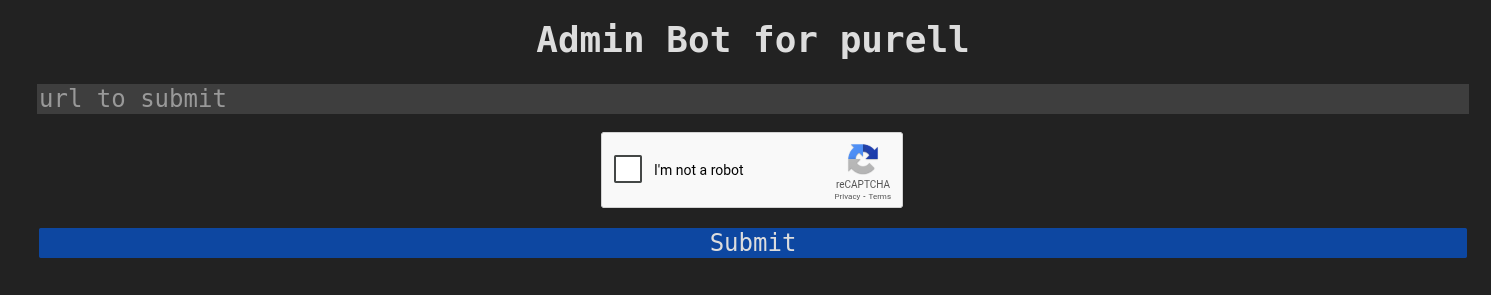 Admin Bot for purell
url to submit
I'm not a robot
reCAPTCHA
Privacy - Terms
Submit